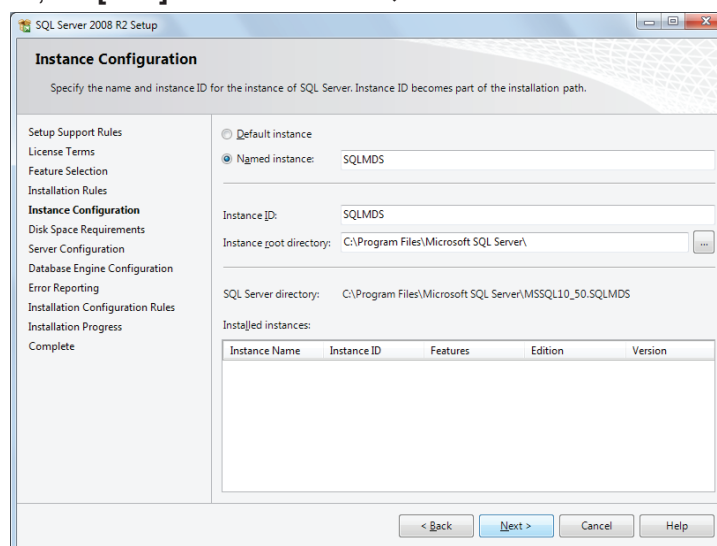 SQL Server 2008 R2 Setup
Instance Configuration
Specify the name and instance ID for the instance of SQL Server. Instance ID becomes part of the installation path.
Setup Support Rules
License Terms
Feature Selection
Installation Rules
Instance Configuration
Disk Space Requirements
Server Configuration
Database Engine Configuration
Error Reporting
Installation Configuration Rules
Installation Progress
Complete
Default instance
Named instance: SQLMDS
Instance ID: SQLMDS
Instance root directory: C:\Program Files\Microsoft SQL Server\ ...
SQL Server directory: C:\Program Files\Microsoft SQL Server\MSSQL10_50.SQLMDS
Installed instances:
Instance Name Instance ID Features Edition Version
< Back Next > Cancel Help